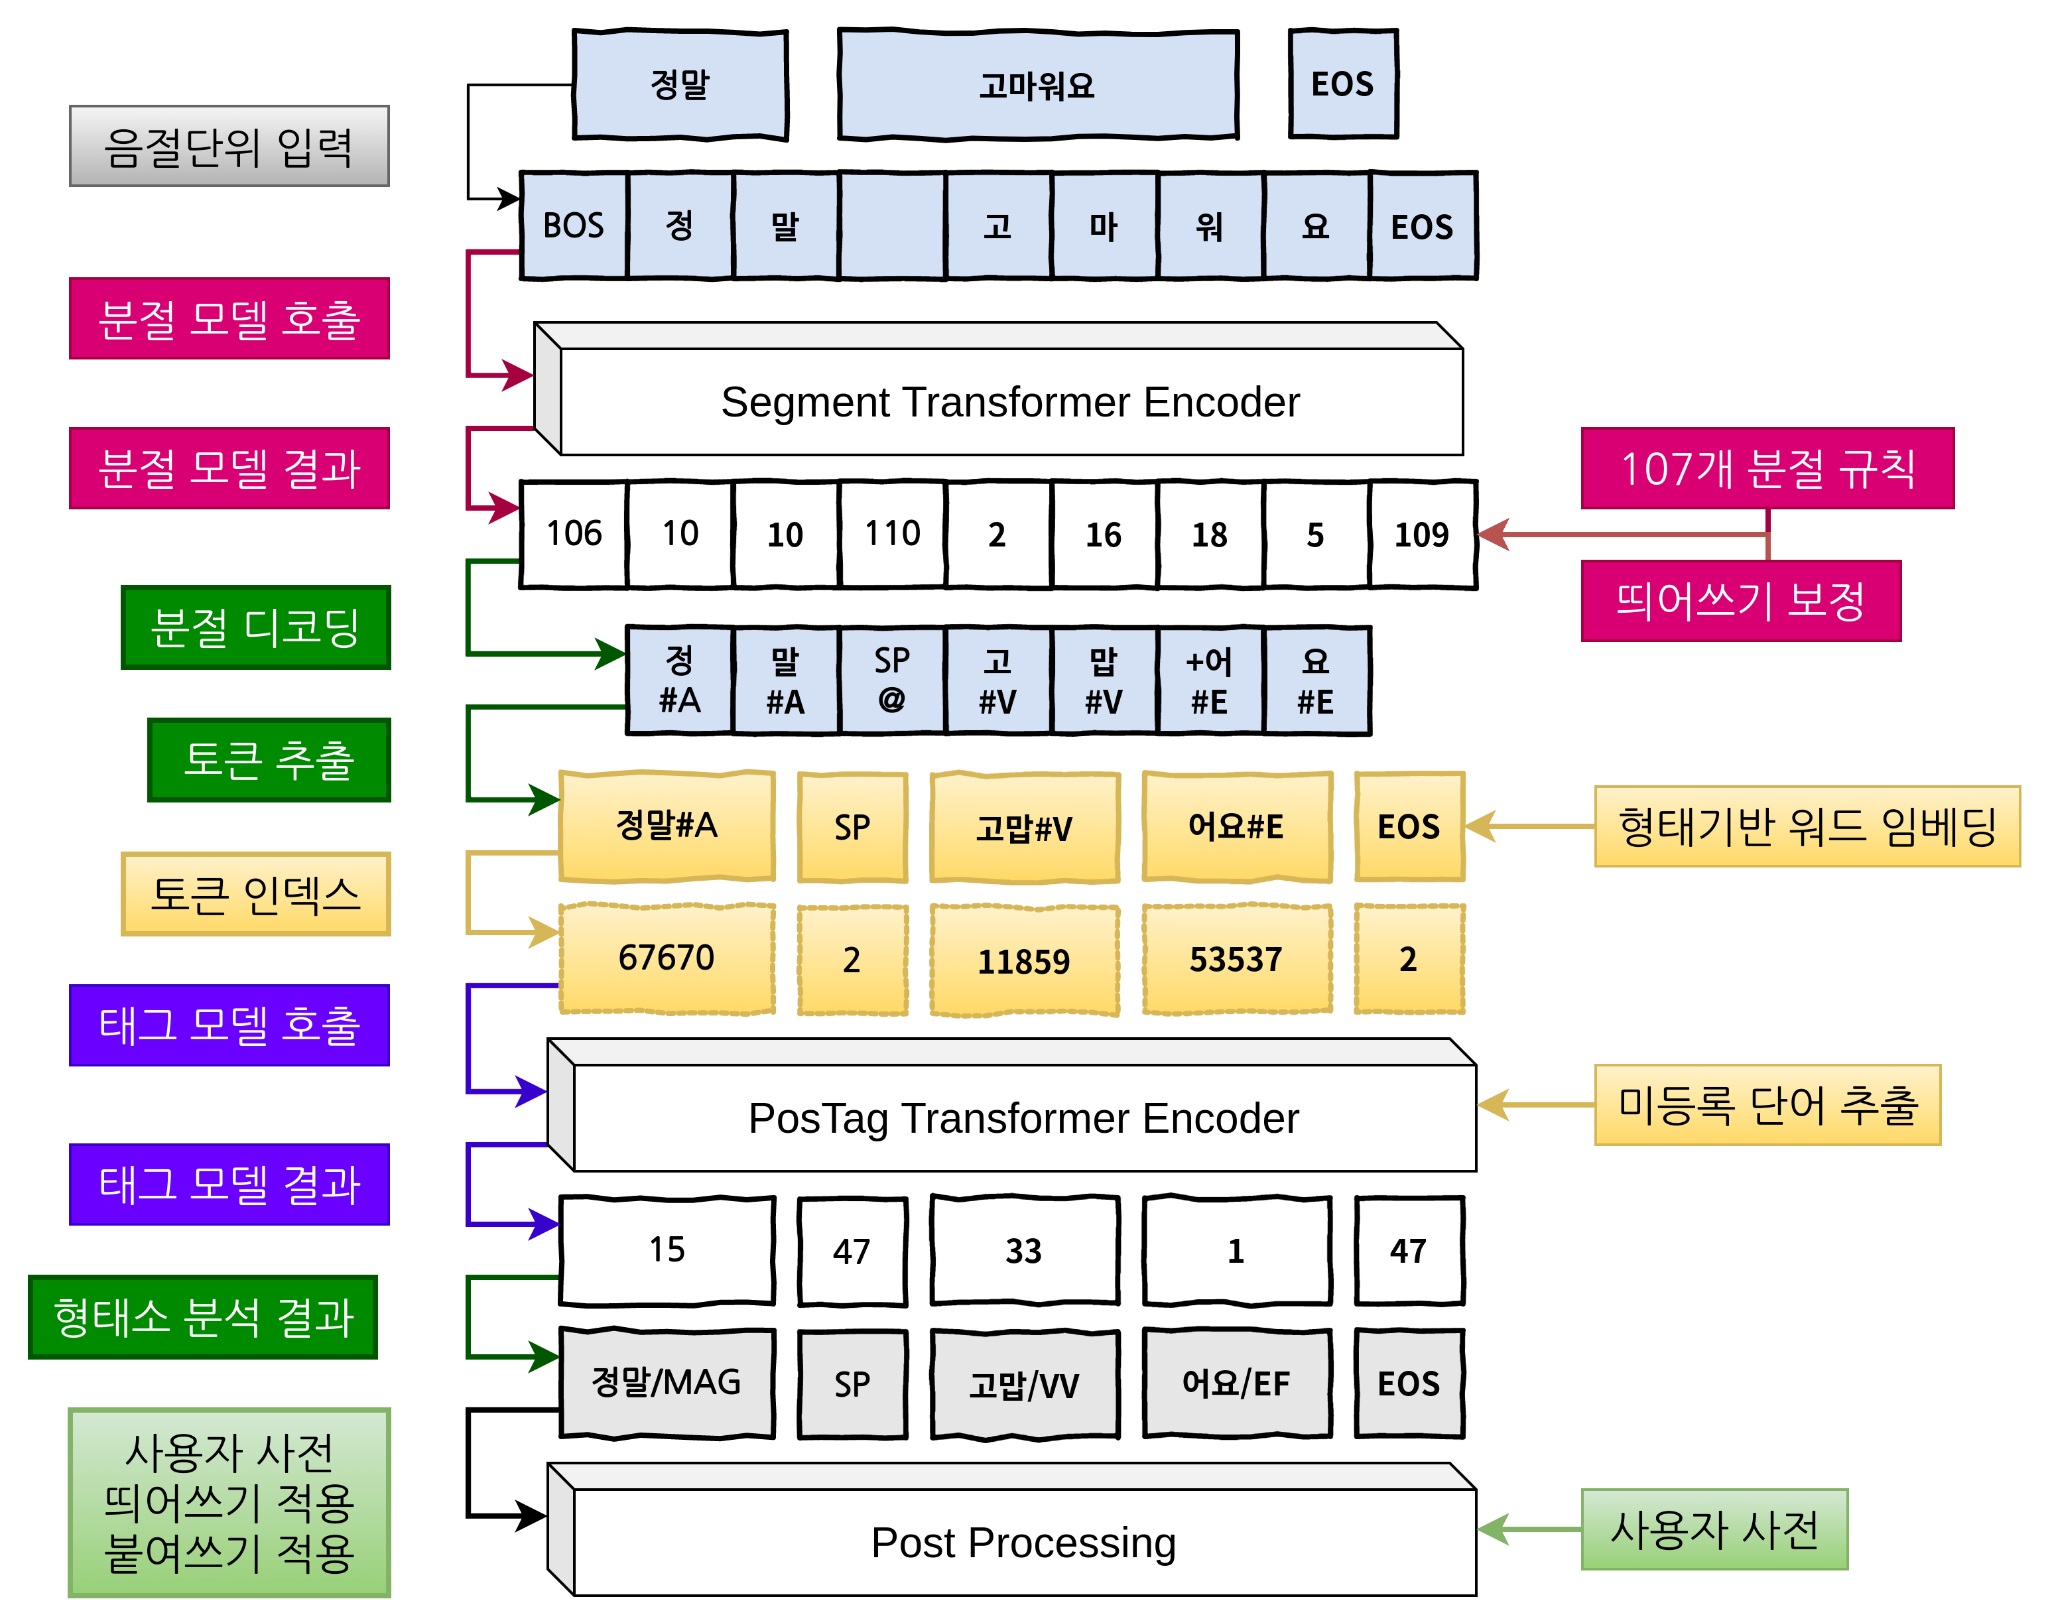 정말 고마워요 EOS
음절단위 입력
BOS 정 말 고 마 워 요 EOS
분절 모델 호출
Segment Transformer Encoder
분절 모델 결과
107개 분절 규칙
106 10 10 110 2 16 18 5 109
띄어쓰기 보정
분절 디코딩
정 말 SP 고 맙 +어 요
#A #A @ #V #V #E #E
토큰 추출
정말#A SP 고맙#V 어요#E EOS
형태기반 워드 임베딩
토큰 인덱스
67670 2 11859 53537 2
태그 모델 호출
PosTag Transformer Encoder
미등록 단어 추출
태그 모델 결과
15 47 33 1 47
형태소 분석 결과
정말/MAG SP 고맙/VV 어요/EF EOS
사용자 사전
띄어쓰기 적용
붙여쓰기 적용
Post Processing
사용자 사전